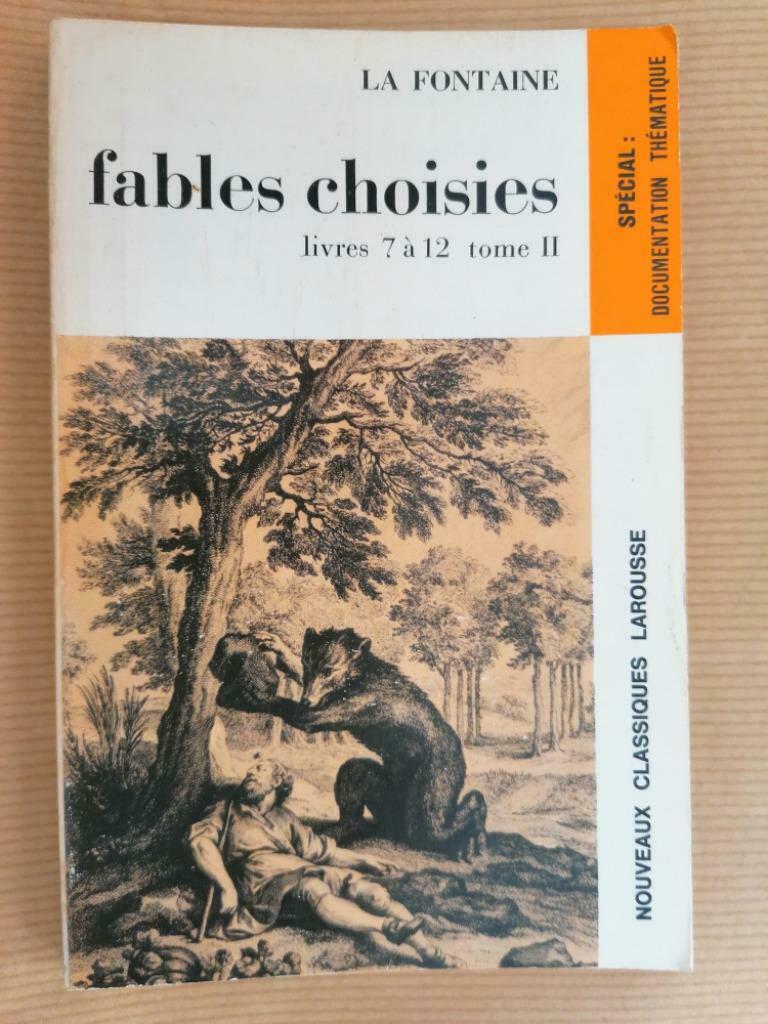 LA FONTAINE
fables choisies
livres 7 à 12 tome II
SPÉCIAL :
DOCUMENTATION THÉMATIQUE
NOUVEAUX CLASSIQUES LAROUSSE